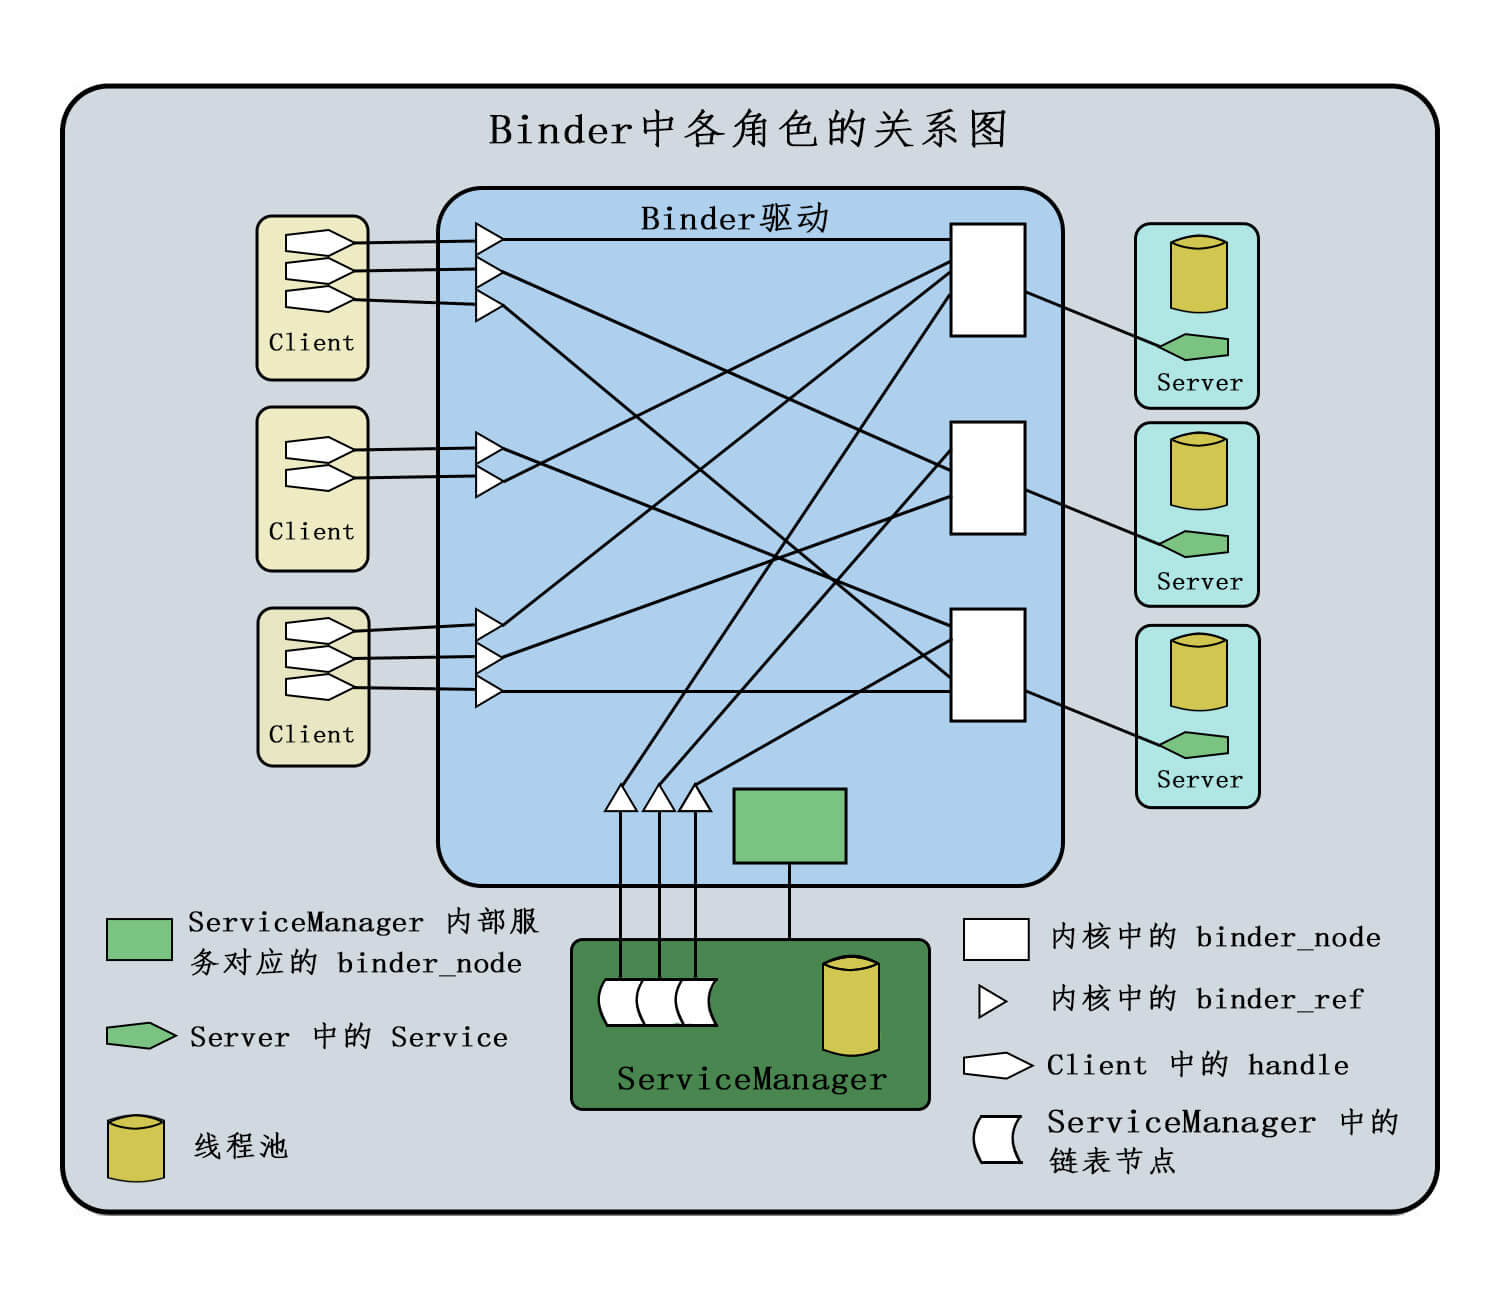 Binder中各角色的关系图
Binder驱动
Client
Client
Client
Server
Server
Server
ServiceManager
ServiceManager 内部服
务对应的 binder_node
Server 中的 Service
线程池
内核中的 binder_node
内核中的 binder_ref
Client 中的 handle
ServiceManager 中的
链表节点